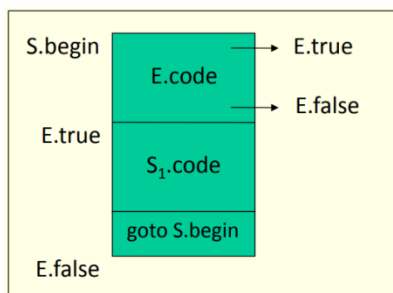 S.begin
E.true
E.code
E.false
E.true
S₁.code
goto S.begin
E.false